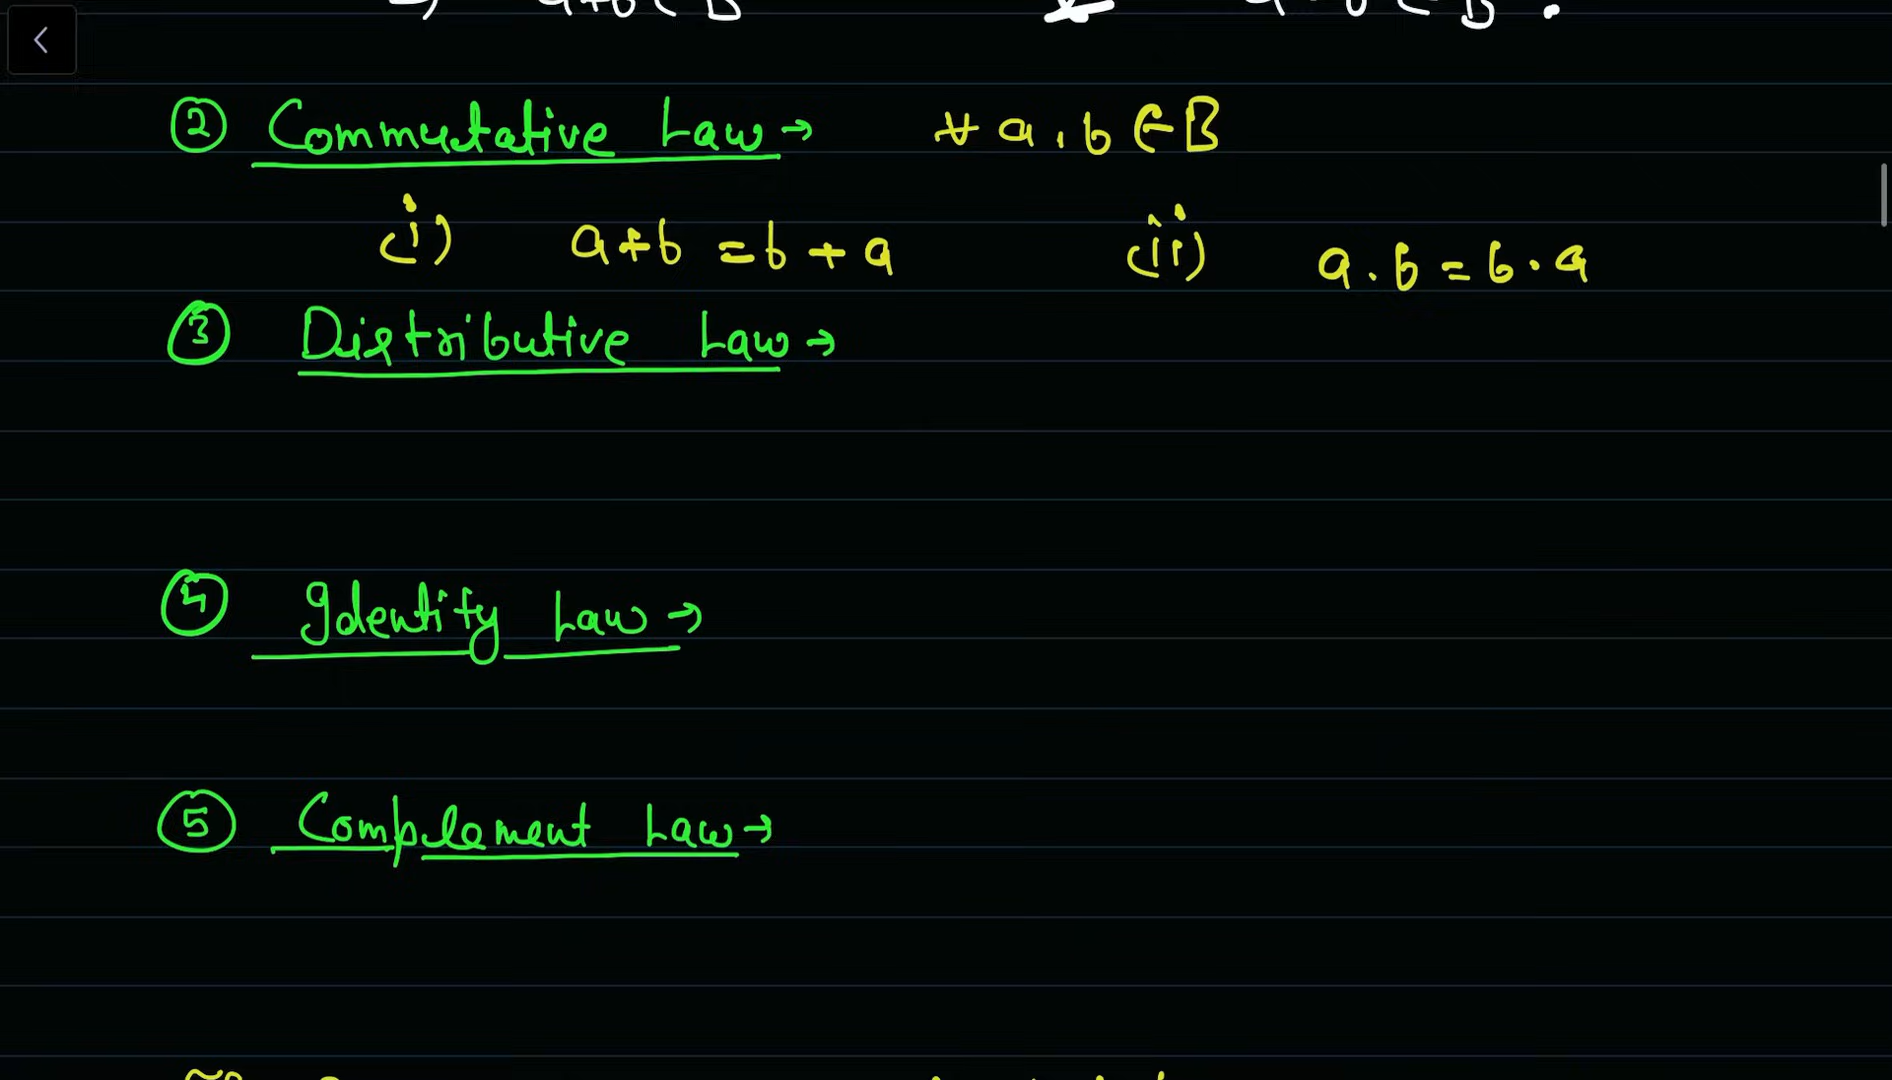 ② Commutative Law → ∀ a, b ∈ B
(i) a+b = b+a (ii) a.b = b.a
③ Distributive Law →
④ Identity Law →
⑤ Complement Law →